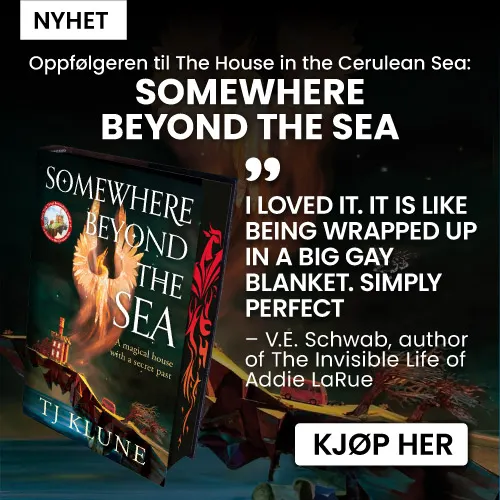 NYHET
Oppfølgeren til The House in the Cerulean Sea:
SOMEWHERE
BEYOND THE SEA
”
I LOVED IT. IT IS LIKE
BEING WRAPPED UP
IN A BIG GAY
BLANKET. SIMPLY
PERFECT
– V.E. Schwab, author
of The Invisible Life of
Addie LaRue
KJØP HER
SOMEWHERE
BEYOND
THE
SEA
A magical house
with a secret past
TJ KLUNE